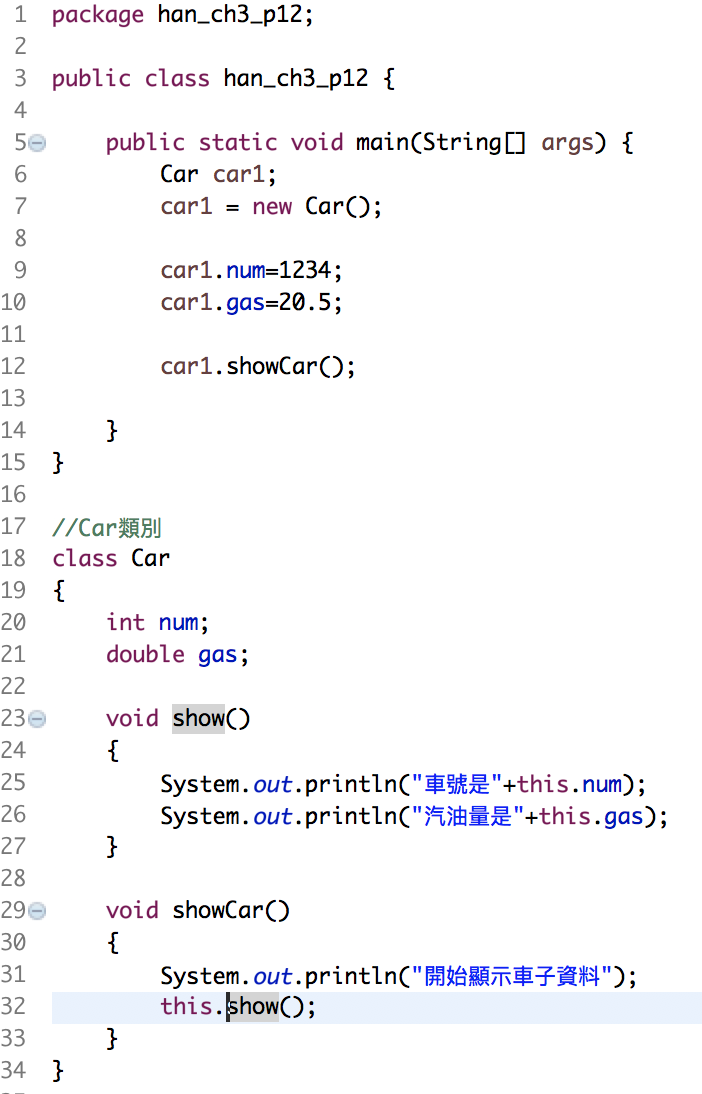 1 package han_ch3_p12;
2
3 public class han_ch3_p12 {
4
5 public static void main(String[] args) {
6 Car car1;
7 car1 = new Car();
8
9 car1.num=1234;
10 car1.gas=20.5;
11
12 car1.showCar();
13
14 }
15 }
16
17 //Car類別
18 class Car
19 {
20 int num;
21 double gas;
22
23 void show()
24 {
25 System.out.println("車號是"+this.num);
26 System.out.println("汽油量是"+this.gas);
27 }
28
29 void showCar()
30 {
31 System.out.println("開始顯示車子資料");
32 this.show();
33 }
34 }